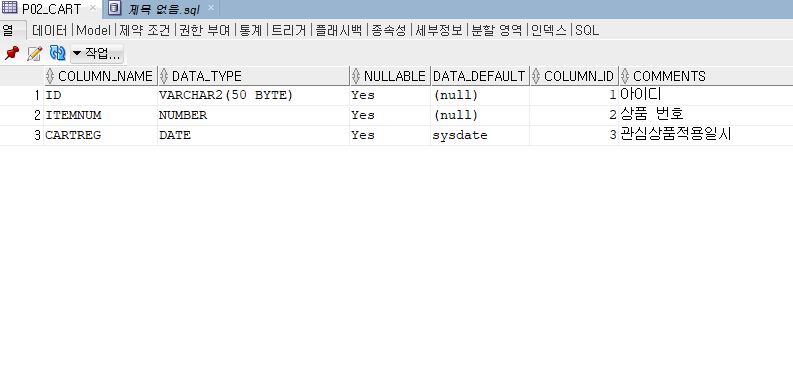 P02_CART 제목 없음.sql
열 데이터 Model 제약 조건 권한 부여 통계 트리거 플래시백 종속성 세부정보 분할 영역 인덱스 SQL
작업...
COLUMN_NAME DATA_TYPE NULLABLE DATA_DEFAULT COLUMN_ID COMMENTS
1 ID VARCHAR2(50 BYTE) Yes (null) 1 아이디
2 ITEMNUM NUMBER Yes (null) 2 상품 번호
3 CARTREG DATE Yes sysdate 3 관심상품적용일시